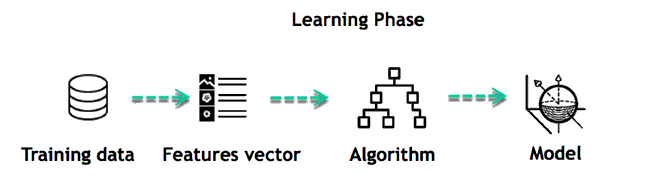 Learning Phase
Training data
Features vector
Algorithm
Model